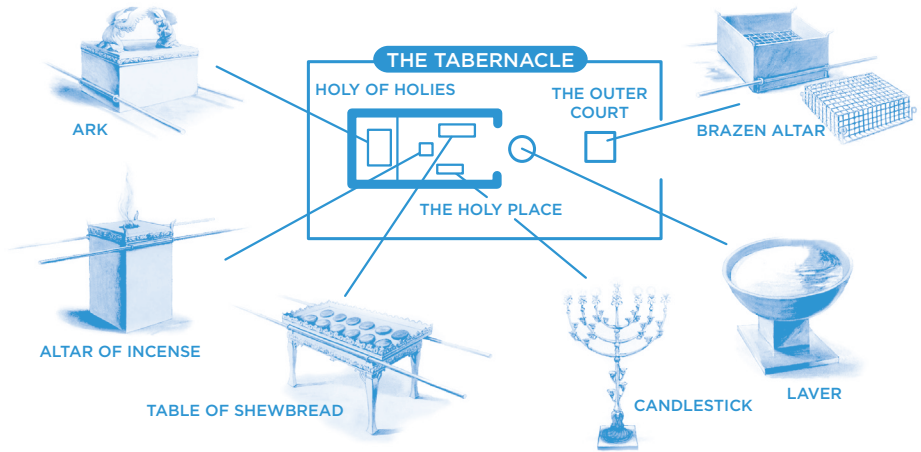 THE TABERNACLE
HOLY OF HOLIES
THE OUTER
COURT
ARK
BRAZEN ALTAR
THE HOLY PLACE
ALTAR OF INCENSE
TABLE OF SHEWBREAD
CANDLESTICK
LAVER